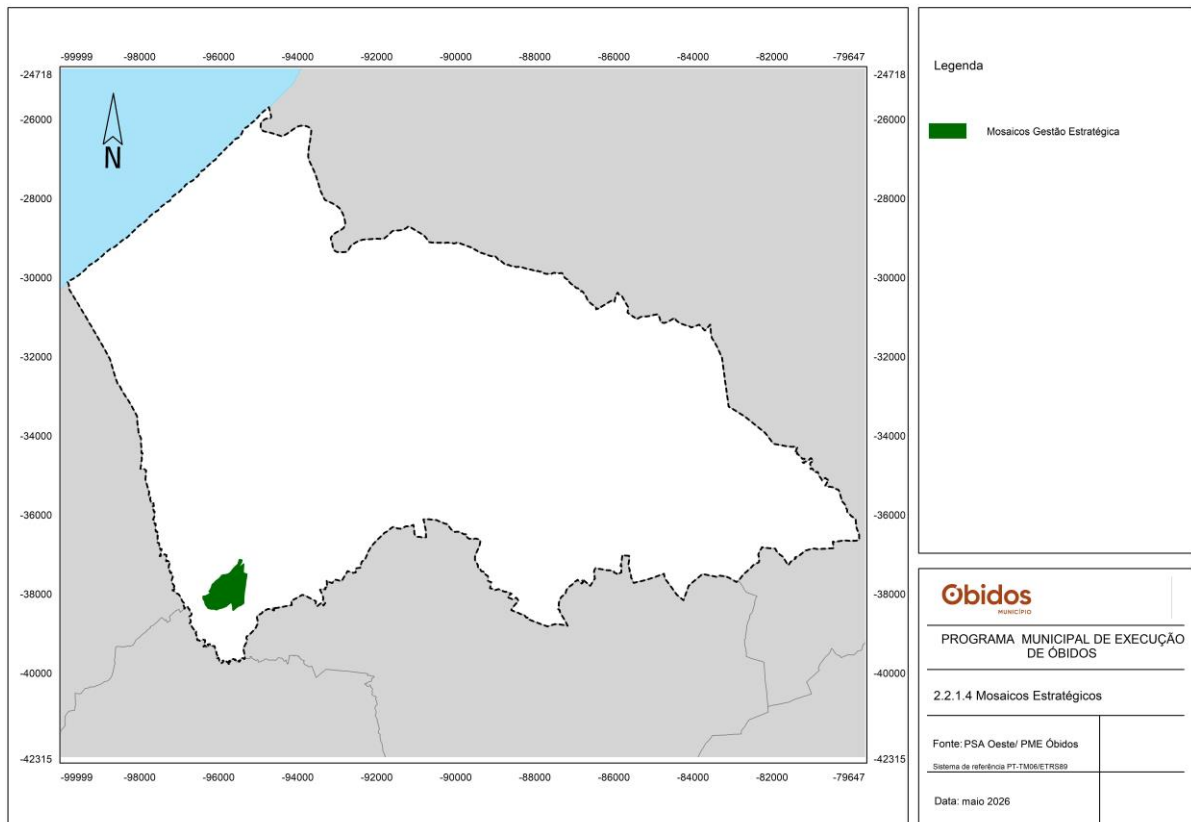 -99999 -98000 -96000 -94000 -92000 -90000 -88000 -86000 -84000 -82000 -79647
-24718 -24718
-26000 -26000
N
-28000 -28000
-30000 -30000
-32000 -32000
-34000 -34000
-36000 -36000
-38000 -38000
-40000 -40000
-42315 -42315
-99999 -98000 -96000 -94000 -92000 -90000 -88000 -86000 -84000 -82000 -79647
Legenda
Mosaicos Gestão Estratégica
Óbidos
MUNICÍPIO
PROGRAMA MUNICIPAL DE EXECUÇÃO
DE ÓBIDOS
2.2.1.4 Mosaicos Estratégicos
Fonte: PSA Oeste/ PME Óbidos
Sistema de referência PT-TM06/ETRS89
Data: maio 2026